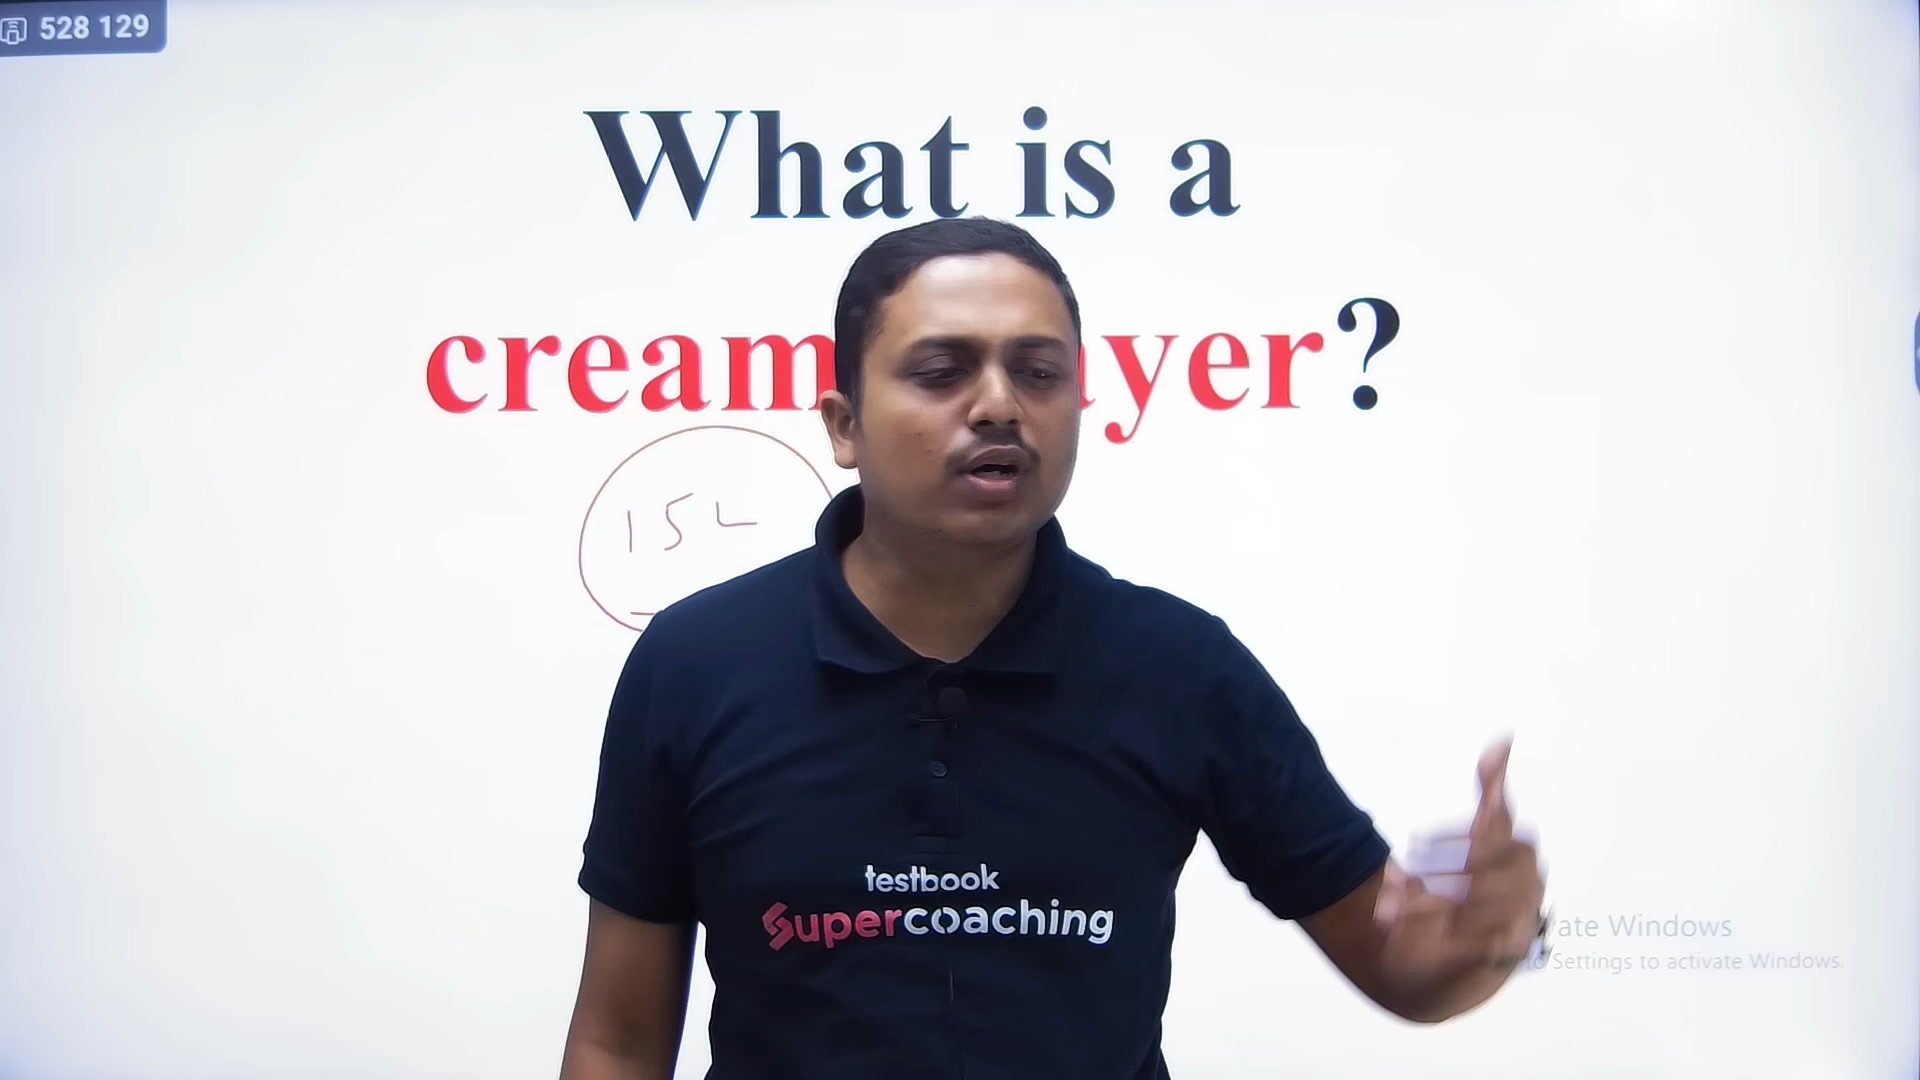 528 129
What is a
cream ayer?
15L
testbook
Supercoaching
ate Windows
Settings to activate Windows.